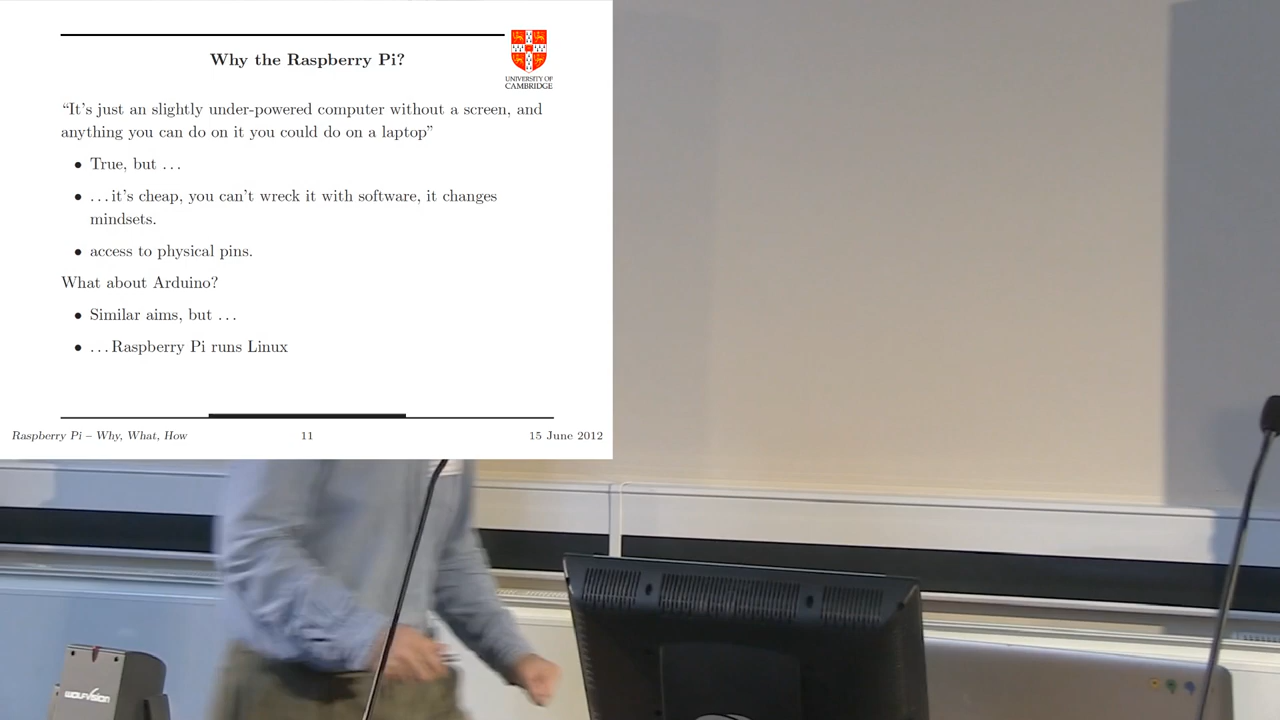 Why the Raspberry Pi?
UNIVERSITY OF
CAMBRIDGE
“It’s just an slightly under-powered computer without a screen, and
anything you can do on it you could do on a laptop”
• True, but ...
• ...it’s cheap, you can’t wreck it with software, it changes
mindsets.
• access to physical pins.
What about Arduino?
• Similar aims, but ...
• ...Raspberry Pi runs Linux
Raspberry Pi – Why, What, How 11 15 June 2012
WOLFVISION